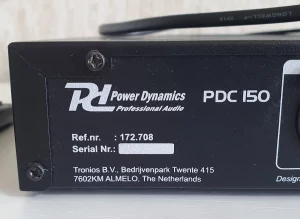 PD Power Dynamics
Professional Audio
PDC 150
Ref.nr. : 172.708
Serial Nr.:
Tronios B.V., Bedrijvenpark Twente 415
7602KM ALMELO, The Netherlands
Design